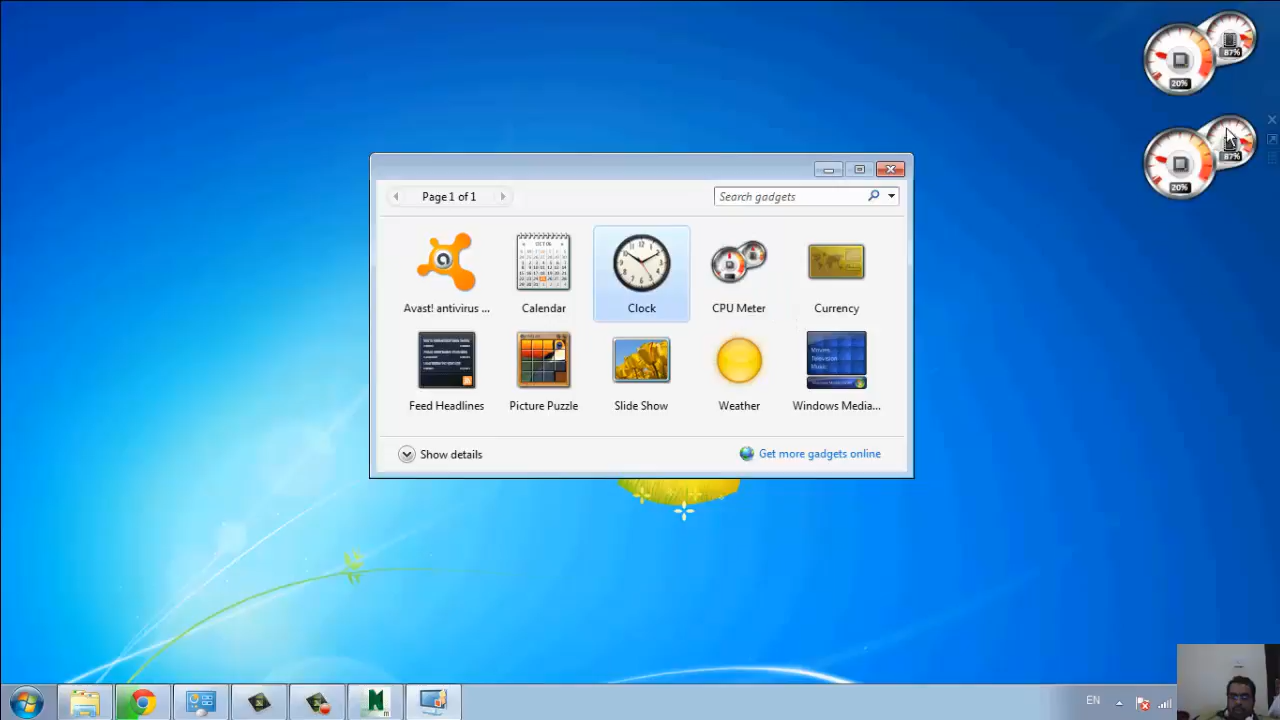 87%
20%
87%
20%
Page 1 of 1
Search gadgets
Avast! antivirus ...
Calendar
Clock
CPU Meter
Currency
Feed Headlines
Picture Puzzle
Slide Show
Weather
Windows Media...
Show details
Get more gadgets online
EN